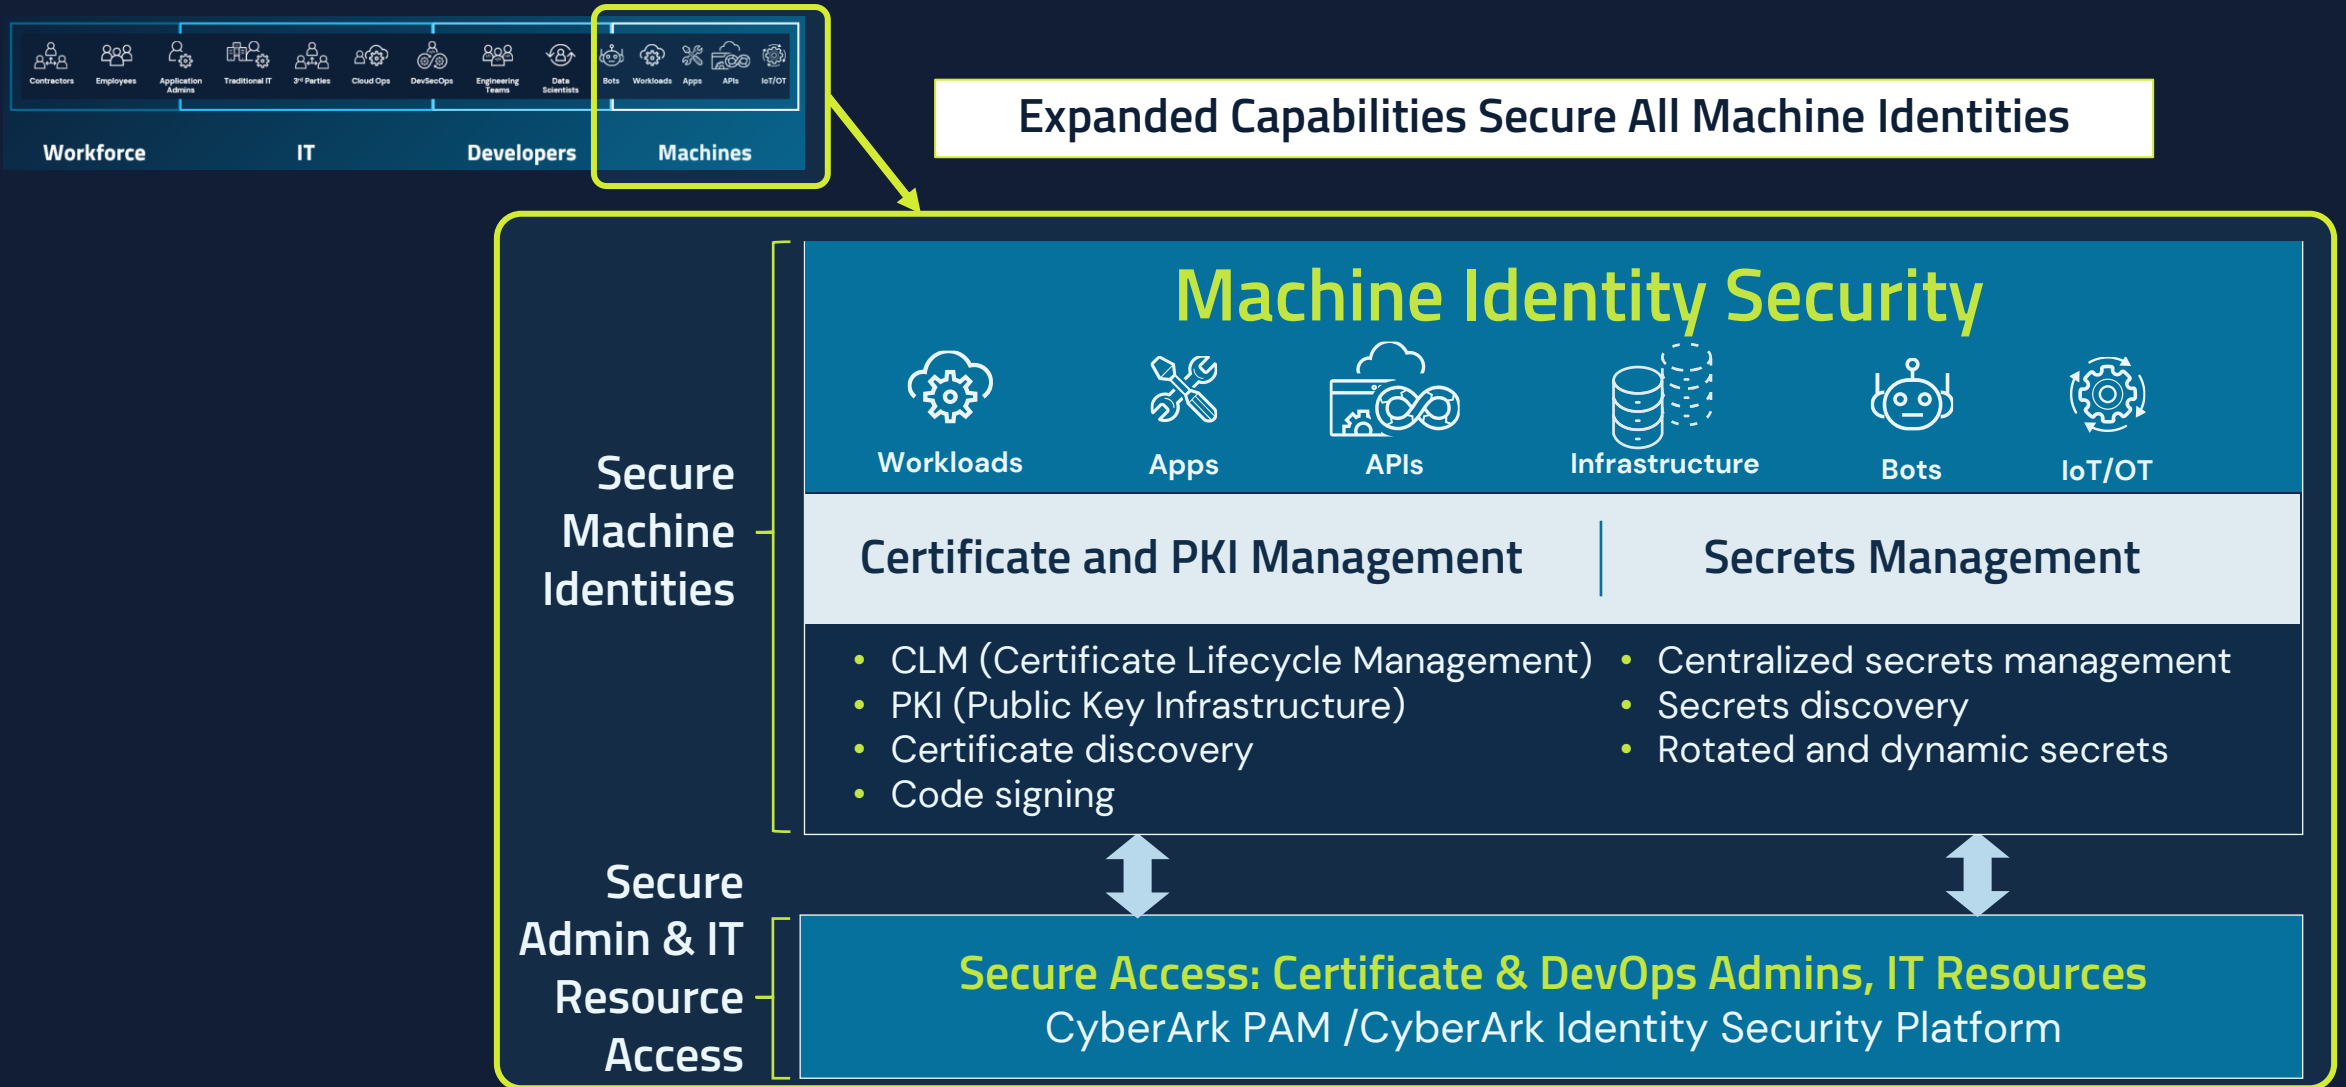 Contractors
Employees
Application
Admins
Traditional IT
3rd Parties
Cloud Ops
DevSecOps
Engineering
Teams
Data
Scientists
Bots
Workloads
Apps
APIs
IoT/OT
Workforce
IT
Developers
Machines
Expanded Capabilities Secure All Machine Identities
Secure
Machine
Identities
Machine Identity Security
Workloads
Apps
APIs
Infrastructure
Bots
IoT/OT
Certificate and PKI Management
Secrets Management
• CLM (Certificate Lifecycle Management)
• PKI (Public Key Infrastructure)
• Certificate discovery
• Code signing
• Centralized secrets management
• Secrets discovery
• Rotated and dynamic secrets
Secure
Admin & IT
Resource
Access
Secure Access: Certificate & DevOps Admins, IT Resources
CyberArk PAM /CyberArk Identity Security Platform